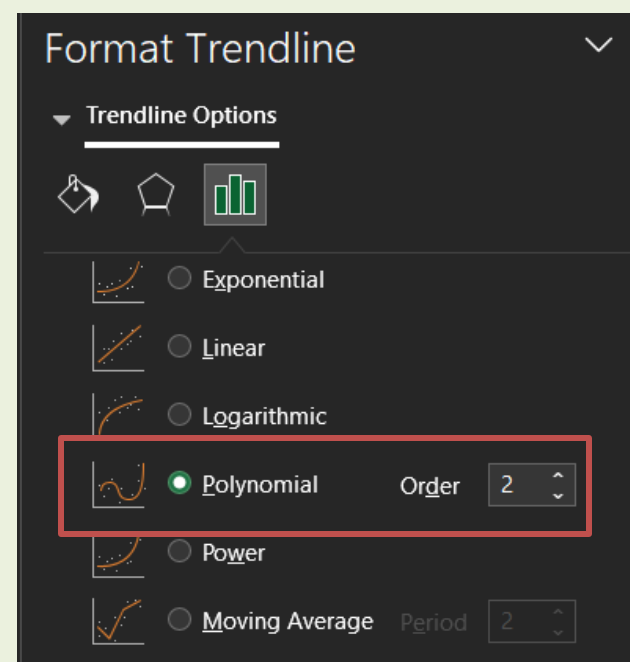 Format Trendline
Trendline Options
Exponential
Linear
Logarithmic
Polynomial Order 2
Power
Moving Average Period 2